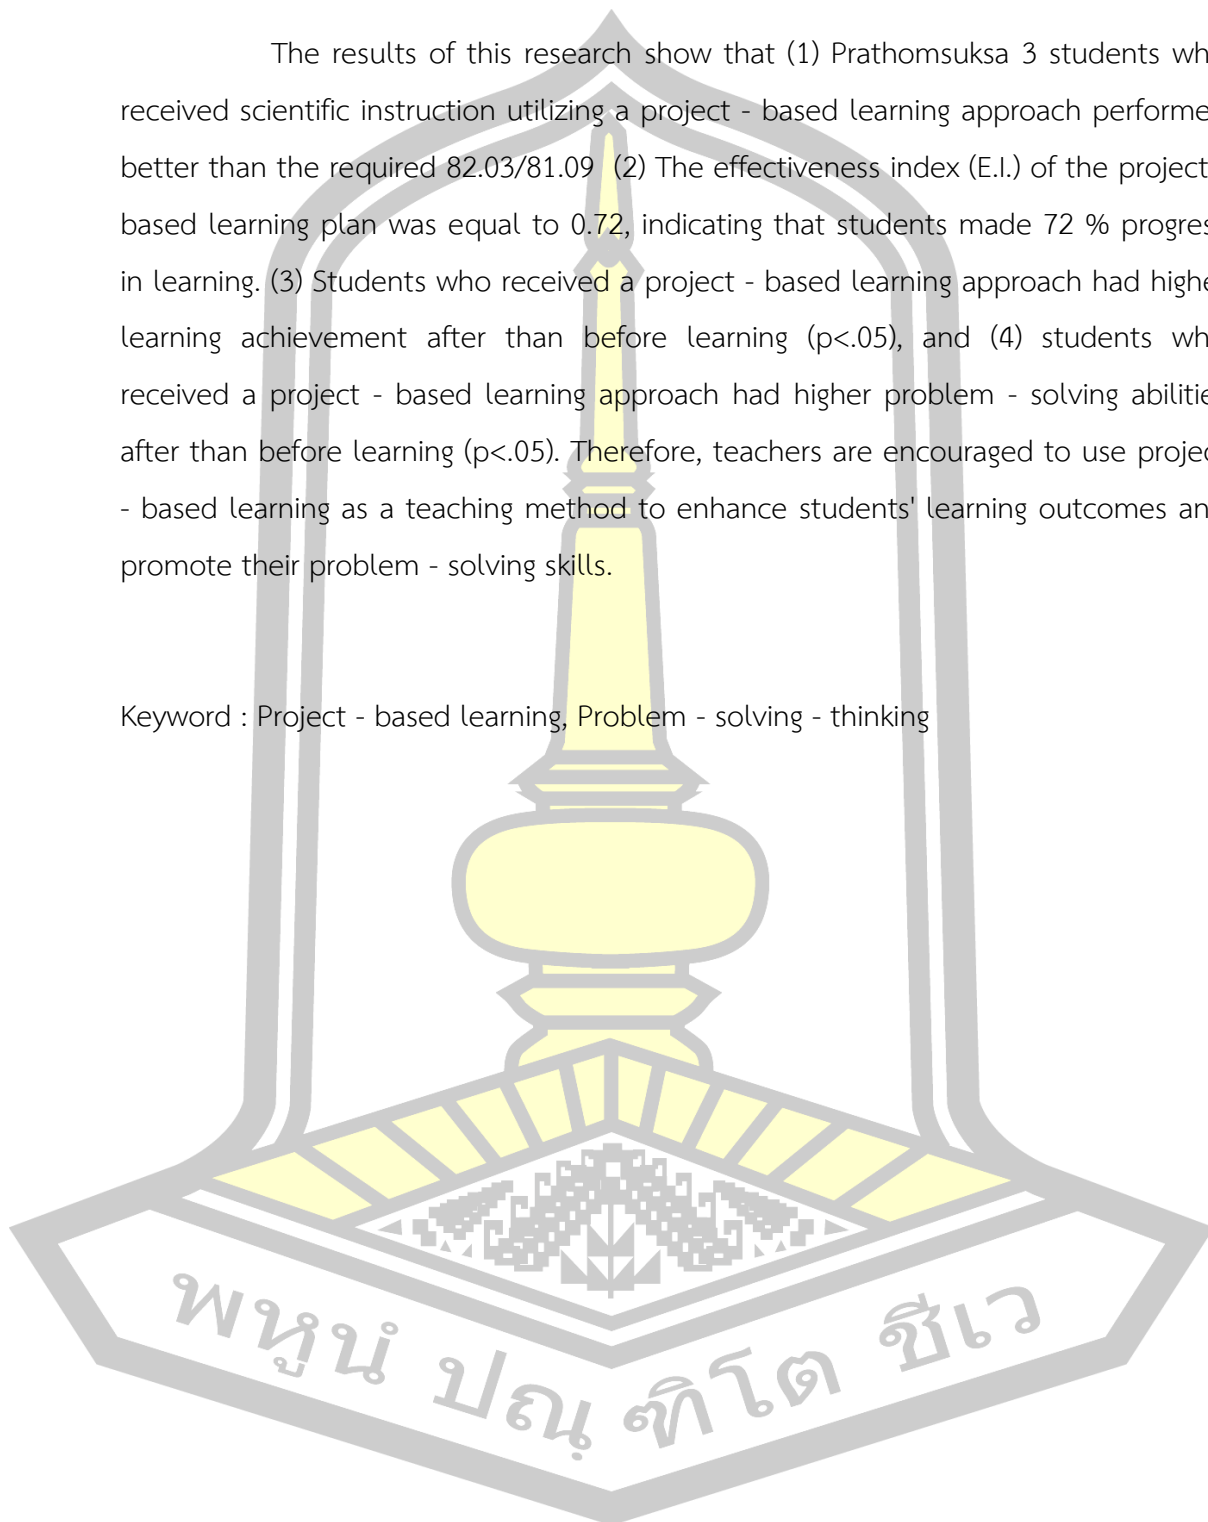 The results of this research show that (1) Prathomsuksa 3 students wh
received scientific instruction utilizing a project - based learning approach performe
better than the required 82.03/81.09 (2) The effectiveness index (E.I.) of the project
based learning plan was equal to 0.72, indicating that students made 72 % progres
in learning. (3) Students who received a project - based learning approach had highe
learning achievement after than before learning (p<.05), and (4) students wh
received a project - based learning approach had higher problem - solving abilitie
after than before learning (p<.05). Therefore, teachers are encouraged to use projec
- based learning as a teaching method to enhance students' learning outcomes an
promote their problem - solving skills.
Keyword : Project - based learning, Problem - solving - thinking
พหูนํ ปณฺฑิโต ชีเว